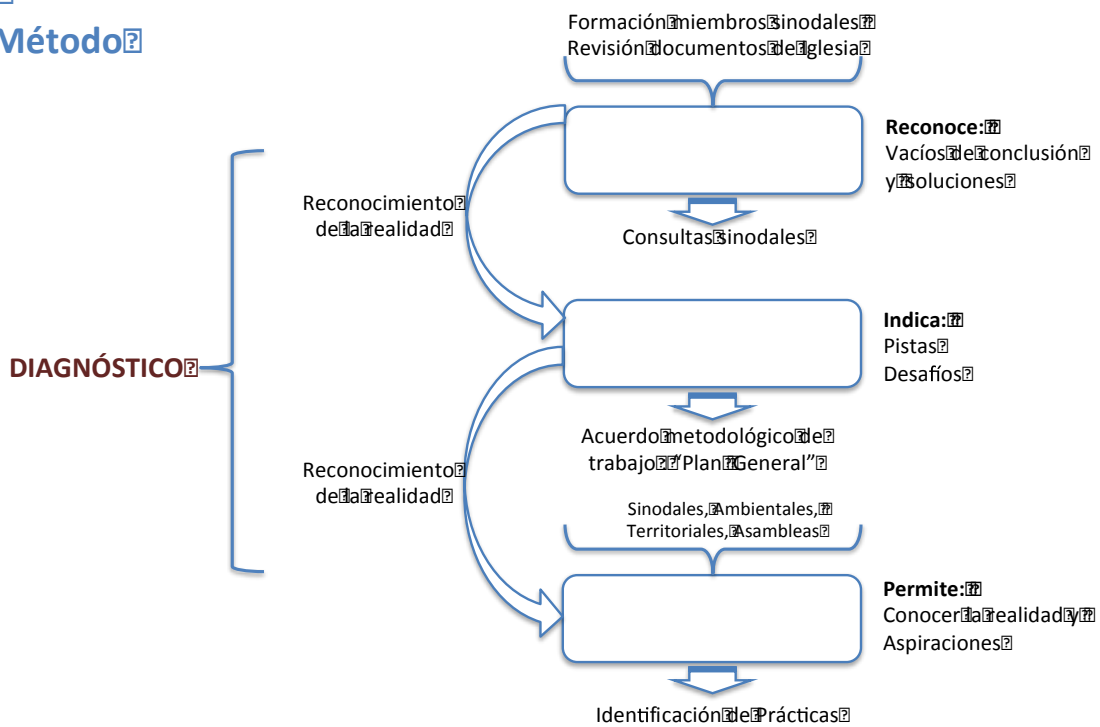 Método
Formación miembros sinodales
Revisión documentos de Iglesia
Reconoce:
Vacíos de conclusión
y soluciones
Reconocimiento
de la realidad
Consultas sinodales
Indica:
Pistas
Desafíos
DIAGNÓSTICO
Acuerdo metodológico de
trabajo "Plan General"
Reconocimiento
de la realidad
Sinodales, Ambientales,
Territoriales, Asambleas
Permite:
Conocer la realidad y
Aspiraciones
Identificación de Prácticas